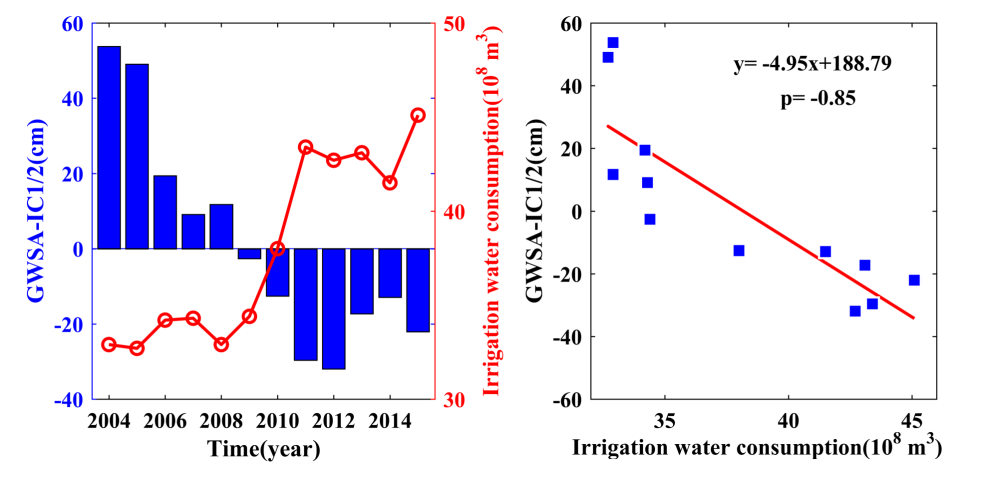 60
40
20
0
-20
-40
GWSA-IC1/2(cm)
50
40
30
Irrigation water consumption(10⁸ m³)
2004 2006 2008 2010 2012 2014
Time(year)
60
40
20
0
-20
-40
-60
GWSA-IC1/2(cm)
y= -4.95x+188.79
p= -0.85
35 40 45
Irrigation water consumption(10⁸ m³)